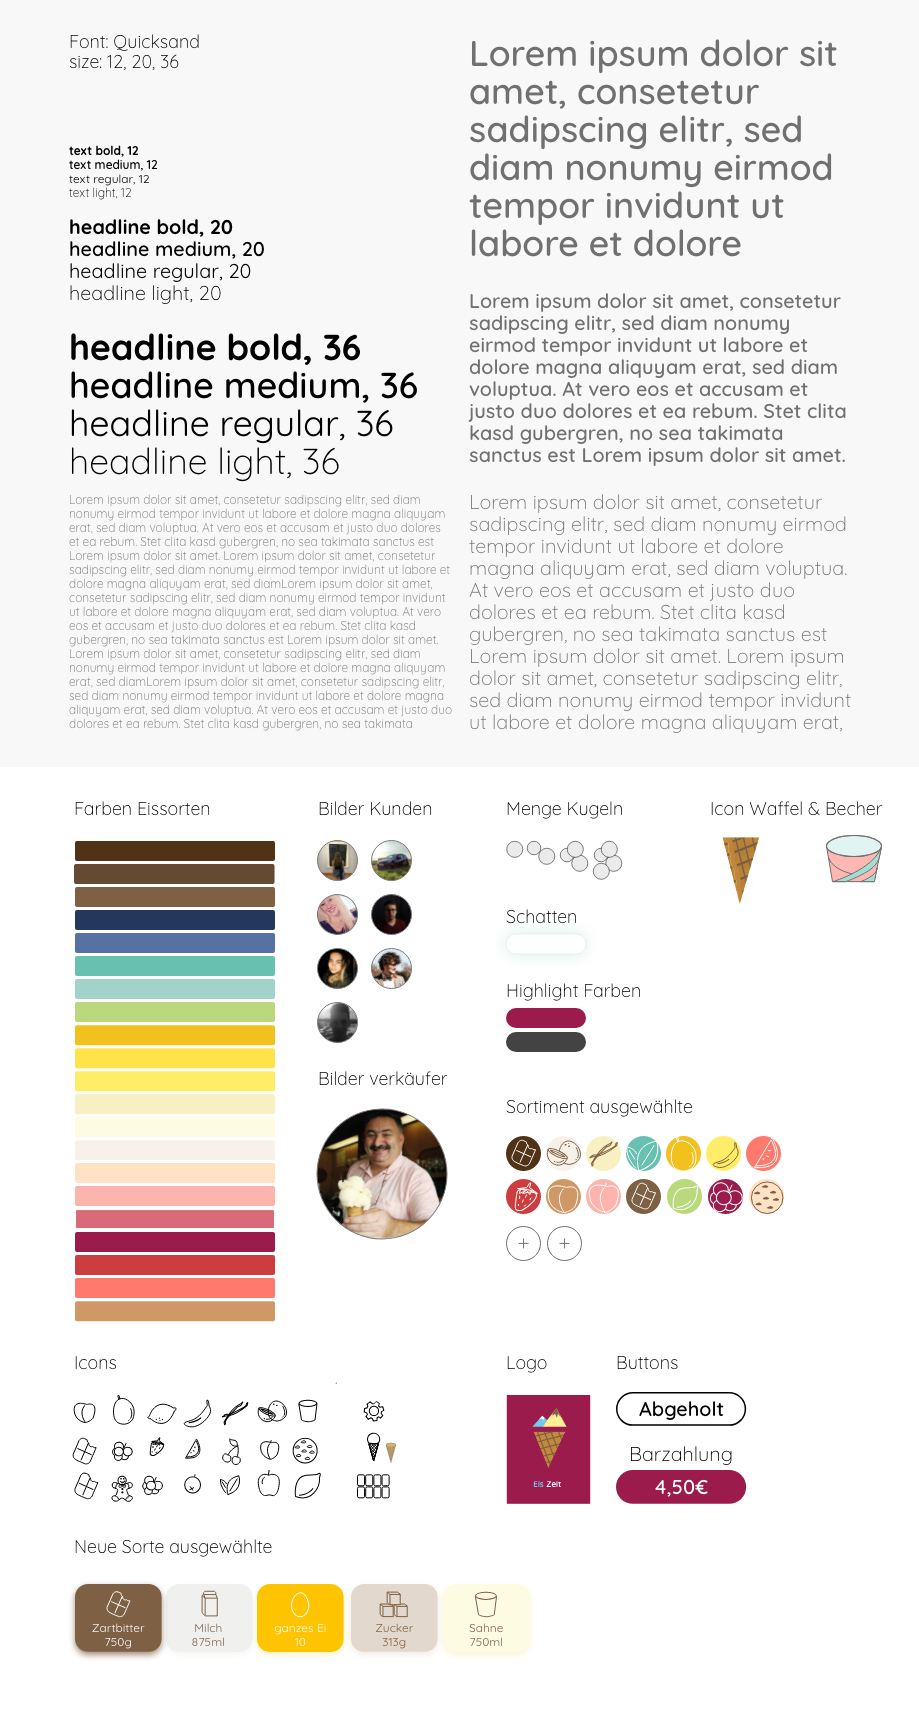 Font: Quicksand
size: 12, 20, 36
text bold, 12
text medium, 12
text regular, 12
text light, 12
headline bold, 20
headline medium, 20
headline regular, 20
headline light, 20
headline bold, 36
headline medium, 36
headline regular, 36
headline light, 36
Lorem ipsum dolor sit amet, consetetur sadipscing elitr, sed diam
nonumy eirmod tempor invidunt ut labore et dolore magna aliquyam
erat, sed diam voluptua. At vero eos et accusam et justo duo dolores
et ea rebum. Stet clita kasd gubergren, no sea takimata sanctus est
Lorem ipsum dolor sit amet. Lorem ipsum dolor sit amet, consetetur
sadipscing elitr, sed diam nonumy eirmod tempor invidunt ut labore et
dolore magna aliquyam erat, sed diamLorem ipsum dolor sit amet,
consetetur sadipscing elitr, sed diam nonumy eirmod tempor invidunt
ut labore et dolore magna aliquyam erat, sed diam voluptua. At vero
eos et accusam et justo duo dolores et ea rebum. Stet clita kasd
gubergren, no sea takimata sanctus est Lorem ipsum dolor sit amet.
Lorem ipsum dolor sit amet, consetetur sadipscing elitr, sed diam
nonumy eirmod tempor invidunt ut labore et dolore magna aliquyam
erat, sed diamLorem ipsum dolor sit amet, consetetur sadipscing elitr,
sed diam nonumy eirmod tempor invidunt ut labore et dolore magna
aliquyam erat, sed diam voluptua. At vero eos et accusam et justo duo
dolores et ea rebum. Stet clita kasd gubergren, no sea takimata
Lorem ipsum dolor sit
amet, consetetur
sadipscing elitr, sed
diam nonumy eirmod
tempor invidunt ut
labore et dolore
Lorem ipsum dolor sit amet, consetetur
sadipscing elitr, sed diam nonumy
eirmod tempor invidunt ut labore et
dolore magna aliquyam erat, sed diam
voluptua. At vero eos et accusam et
justo duo dolores et ea rebum. Stet clita
kasd gubergren, no sea takimata
sanctus est Lorem ipsum dolor sit amet.
Lorem ipsum dolor sit amet, consetetur
sadipscing elitr, sed diam nonumy eirmod
tempor invidunt ut labore et dolore
magna aliquyam erat, sed diam voluptua.
At vero eos et accusam et justo duo
dolores et ea rebum. Stet clita kasd
gubergren, no sea takimata sanctus est
Lorem ipsum dolor sit amet. Lorem ipsum
dolor sit amet, consetetur sadipscing elitr,
sed diam nonumy eirmod tempor invidunt
ut labore et dolore magna aliquyam erat,
Farben Eissorten
Bilder Kunden
Menge Kugeln
Icon Waffel & Becher
Schatten
Highlight Farben
Bilder verkäufer
Sortiment ausgewählte
Icons
Logo
Buttons
Eis Zeit
Abgeholt
Barzahlung
4,50€
Neue Sorte ausgewählte
Zartbitter
750g
Milch
875ml
ganzes Ei
10
Zucker
313g
Sahne
750ml